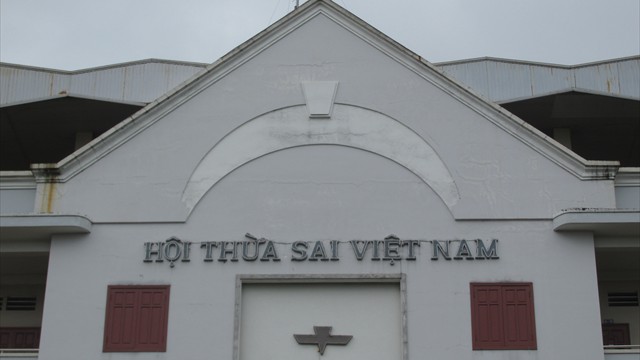 HỘI THỪA SAI VIỆT NAM